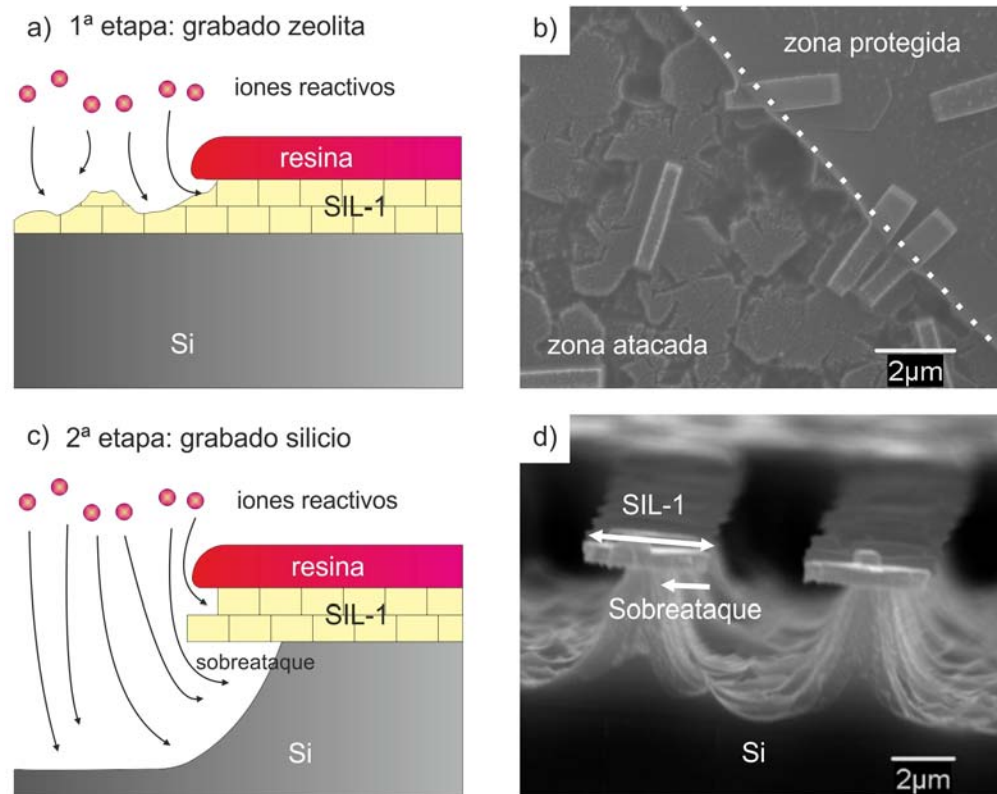 a) 1ª etapa: grabado zeolita
iones reactivos
resina
SIL-1
Si
b)
zona protegida
zona atacada
2µm
c) 2ª etapa: grabado silicio
iones reactivos
resina
SIL-1
sobreataque
Si
d)
SIL-1
Sobreataque
Si
2µm